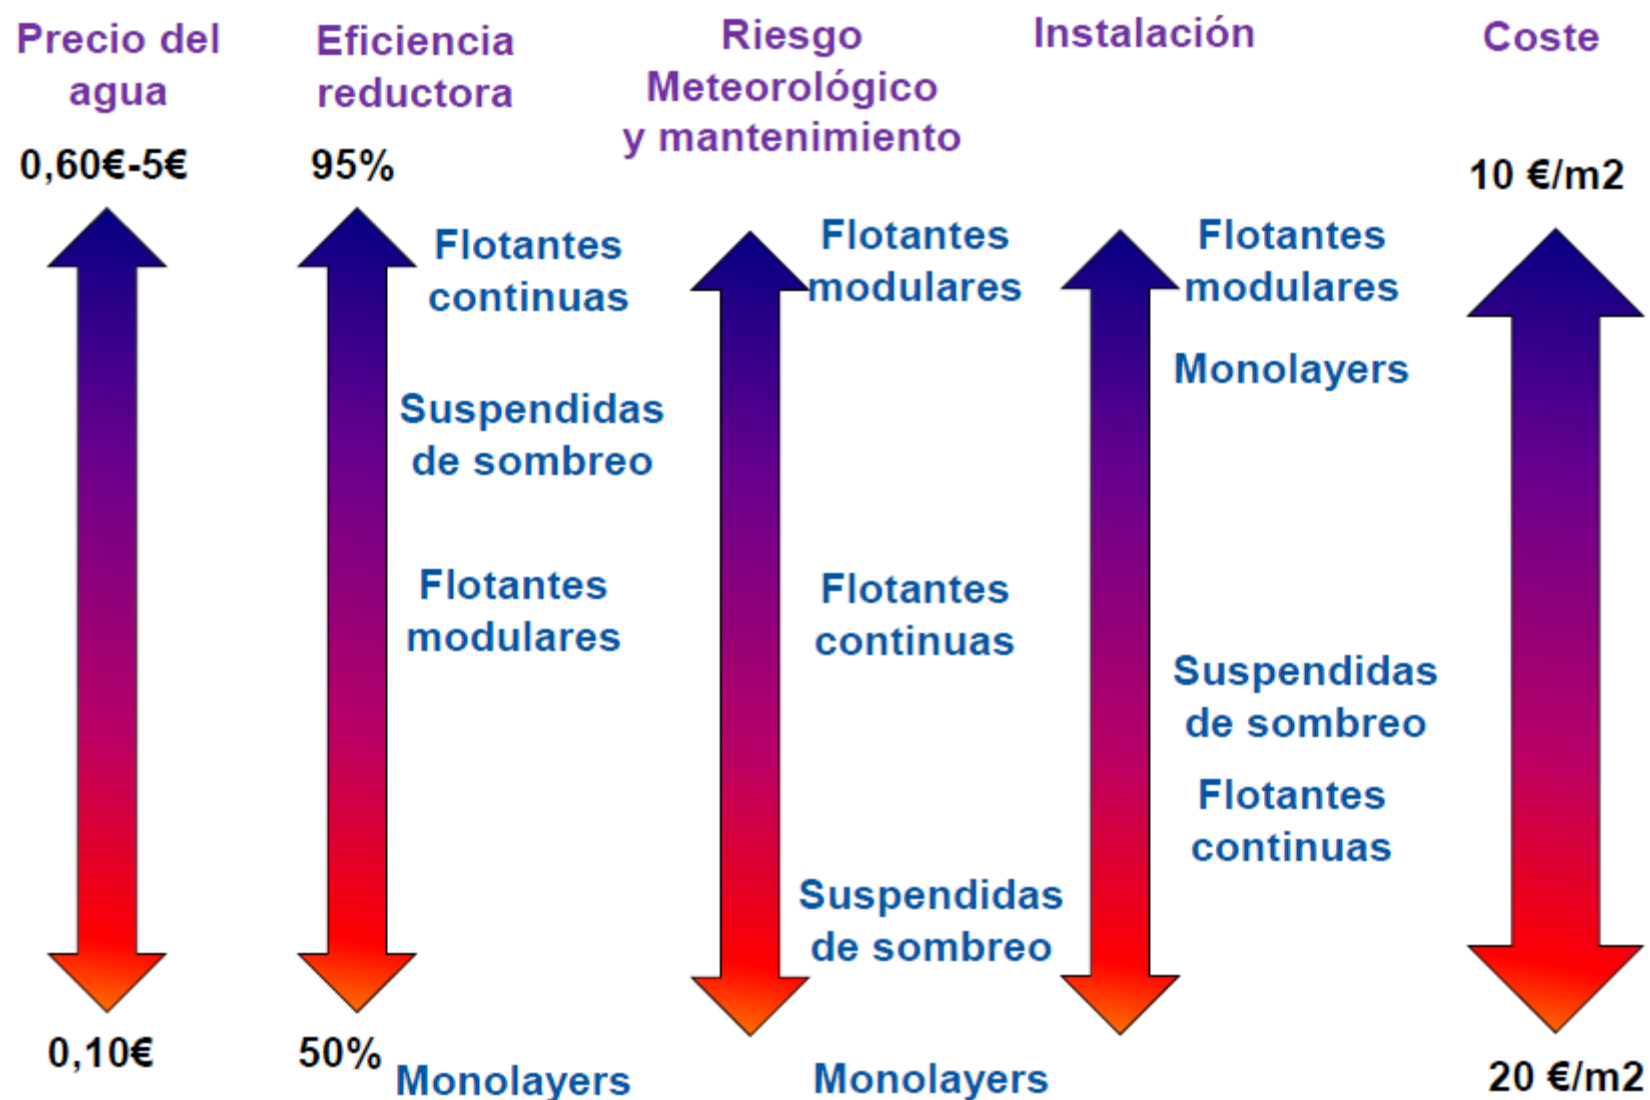 Precio del
agua
0,60€-5€
0,10€
Eficiencia
reductora
95%
Flotantes
continuas
Suspendidas
de sombreo
Flotantes
modulares
50%
Monolayers
Riesgo
Meteorológico
y mantenimiento
Flotantes
modulares
Flotantes
continuas
Suspendidas
de sombreo
Monolayers
Instalación
Flotantes
modulares
Monolayers
Suspendidas
de sombreo
Flotantes
continuas
Coste
10 €/m2
20 €/m2